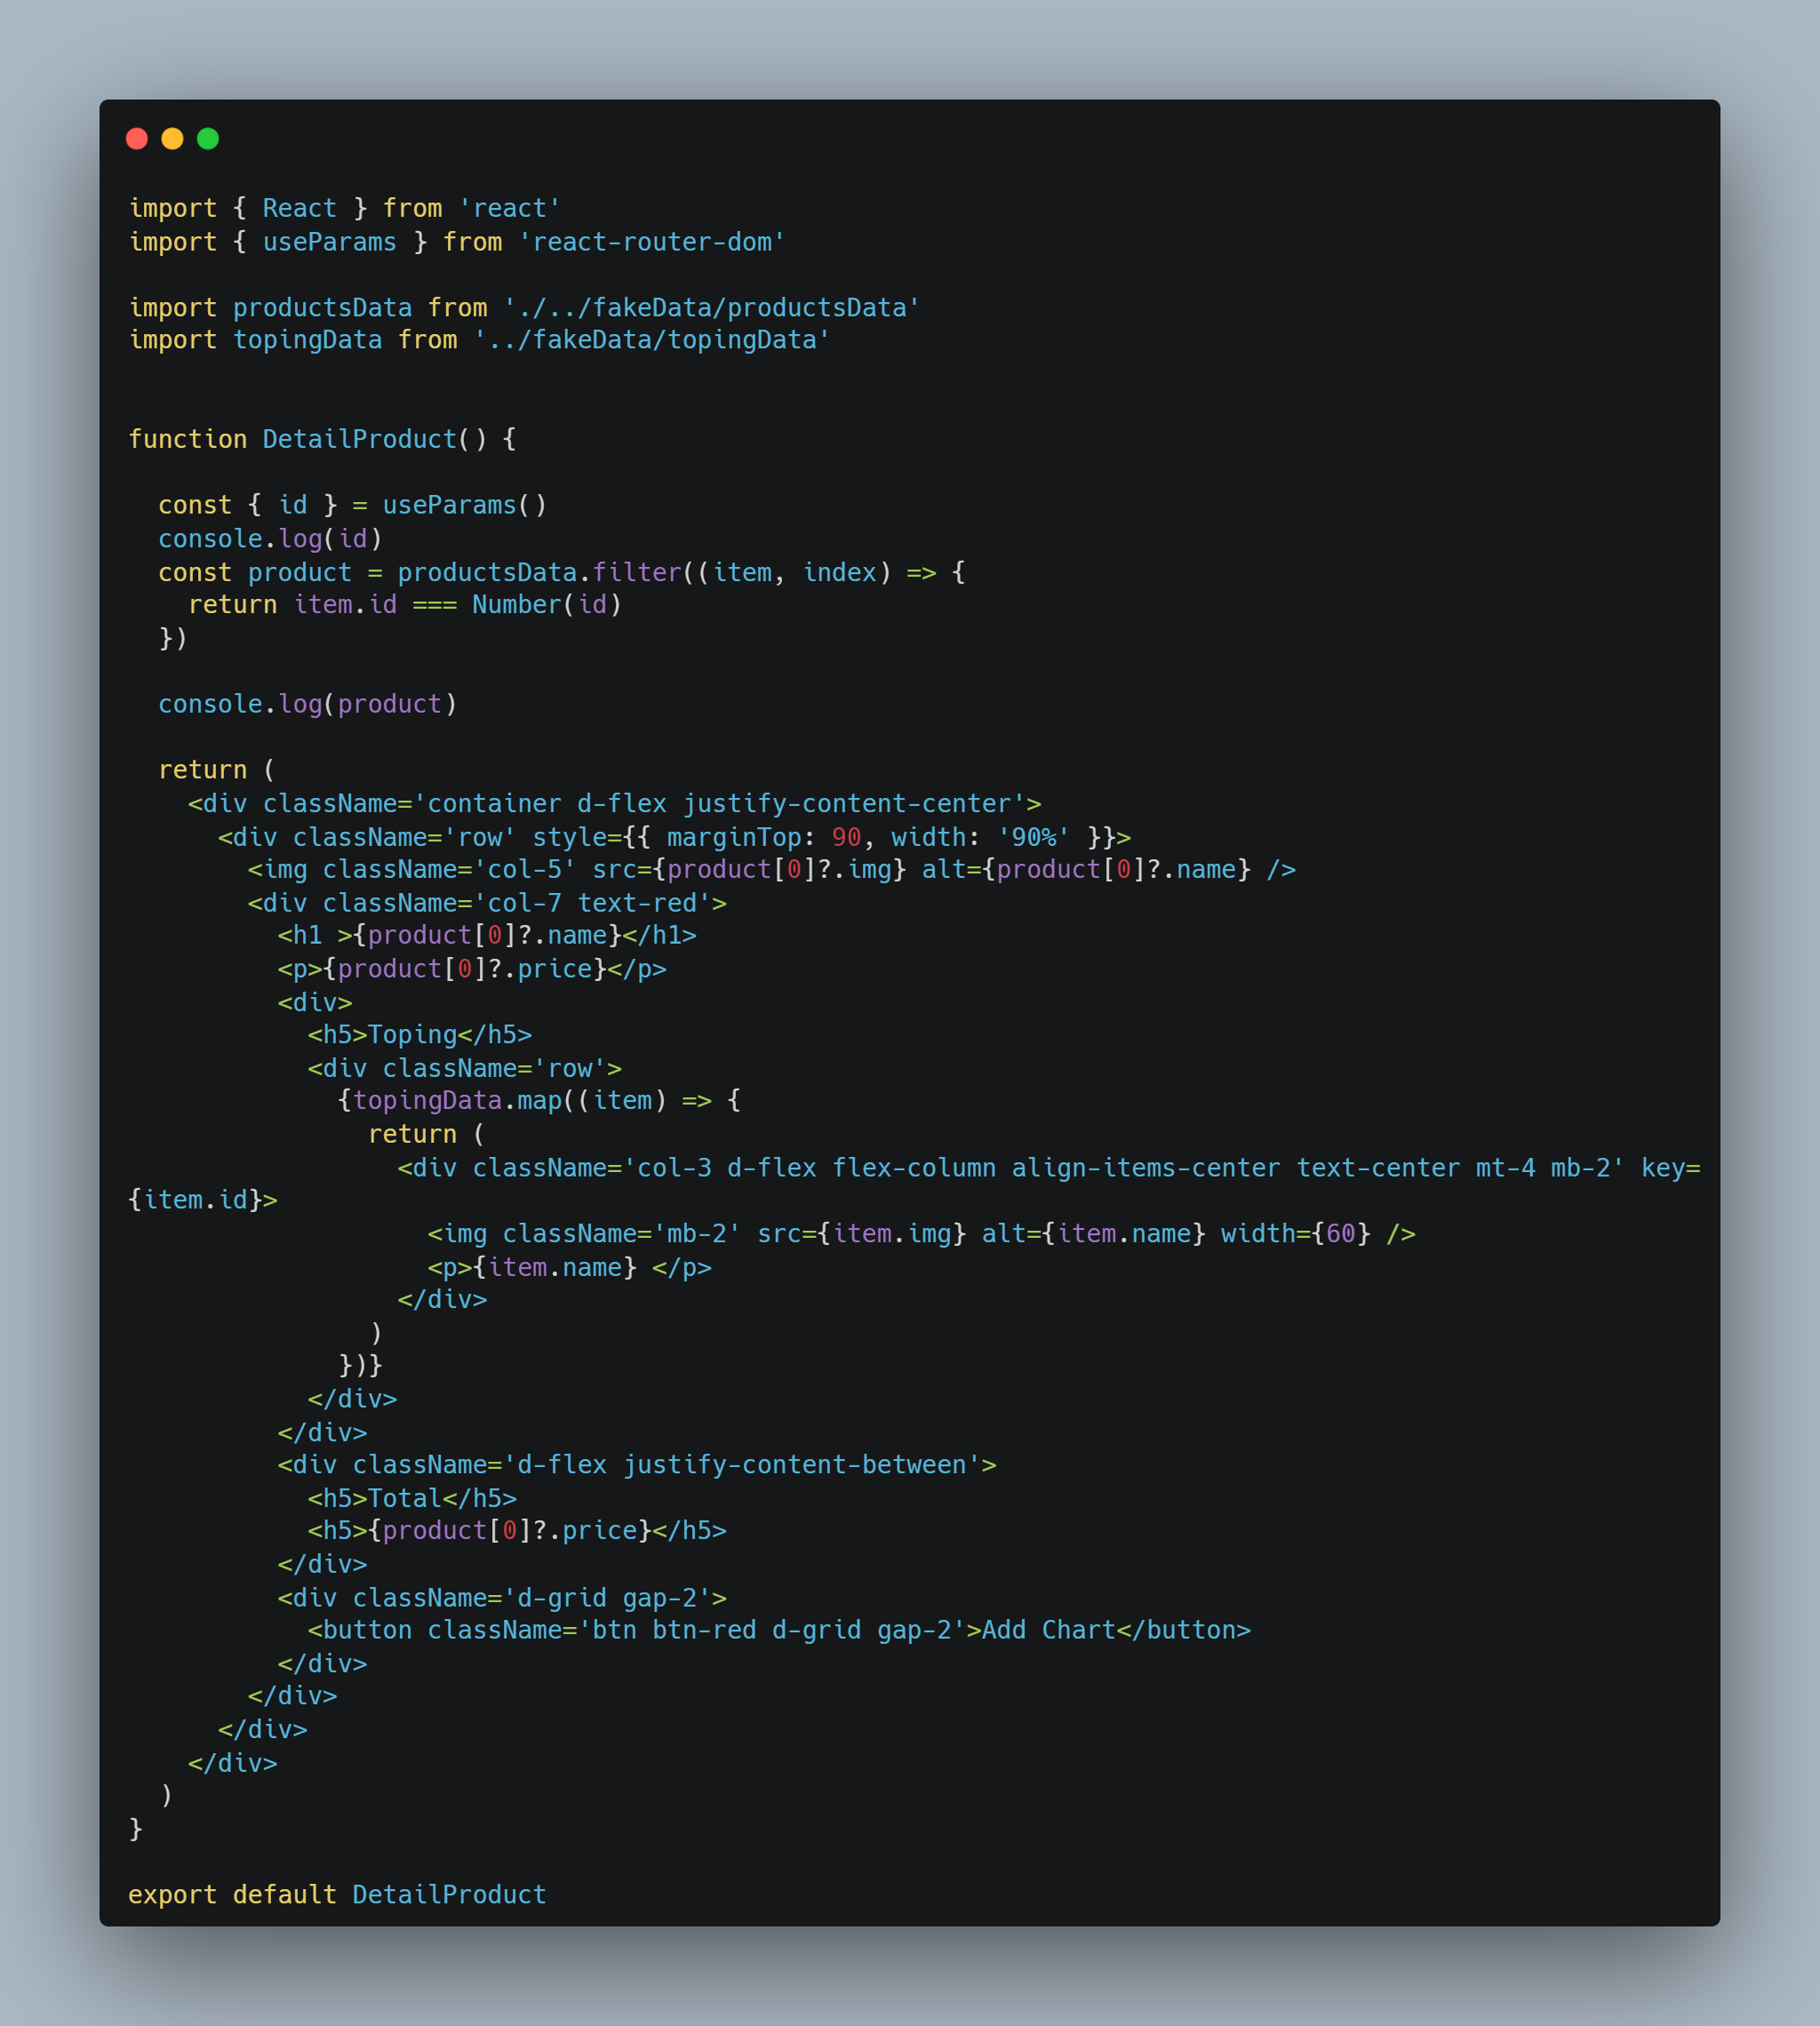 import { React } from 'react'
import { useParams } from 'react-router-dom'

import productsData from './../fakeData/productsData'
import topingData from '../fakeData/topingData'


function DetailProduct() {

  const { id } = useParams()
  console.log(id)
  const product = productsData.filter((item, index) => {
    return item.id === Number(id)
  })

  console.log(product)

  return (
    <div className='container d-flex justify-content-center'>
      <div className='row' style={{ marginTop: 90, width: '90%' }}>
        <img className='col-5' src={product[0]?.img} alt={product[0]?.name} />
        <div className='col-7 text-red'>
          <h1 >{product[0]?.name}</h1>
          <p>{product[0]?.price}</p>
          <div>
            <h5>Toping</h5>
            <div className='row'>
              {topingData.map((item) => {
                return (
                  <div className='col-3 d-flex flex-column align-items-center text-center mt-4 mb-2' key=
{item.id}>
                    <img className='mb-2' src={item.img} alt={item.name} width={60} />
                    <p>{item.name} </p>
                  </div>
                )
              })}
            </div>
          </div>
          <div className='d-flex justify-content-between'>
            <h5>Total</h5>
            <h5>{product[0]?.price}</h5>
          </div>
          <div className='d-grid gap-2'>
            <button className='btn btn-red d-grid gap-2'>Add Chart</button>
          </div>
        </div>
      </div>
    </div>
  )
}

export default DetailProduct